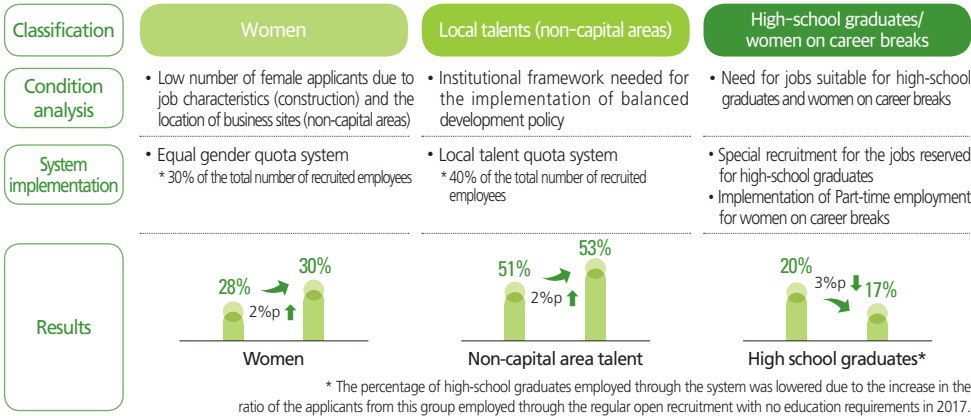 Classification
Women
Local talents (non-capital areas)
High-school graduates/
women on career breaks
Condition
analysis
• Low number of female applicants due to
job characteristics (construction) and the
location of business sites (non-capital areas)
• Institutional framework needed for
the implementation of balanced
development policy
• Need for jobs suitable for high-school
graduates and women on career breaks
System
implementation
• Equal gender quota system
* 30% of the total number of recruited employees
• Local talent quota system
* 40% of the total number of recruited
employees
• Special recruitment for the jobs reserved
for high-school graduates
• Implementation of Part-time employment
for women on career breaks
Results
28%
30%
2%p
Women
51%
53%
2%p
Non-capital area talent
20%
3%p
17%
High school graduates*
* The percentage of high-school graduates employed through the system was lowered due to the increase in the
ratio of the applicants from this group employed through the regular open recruitment with no education requirements in 2017.